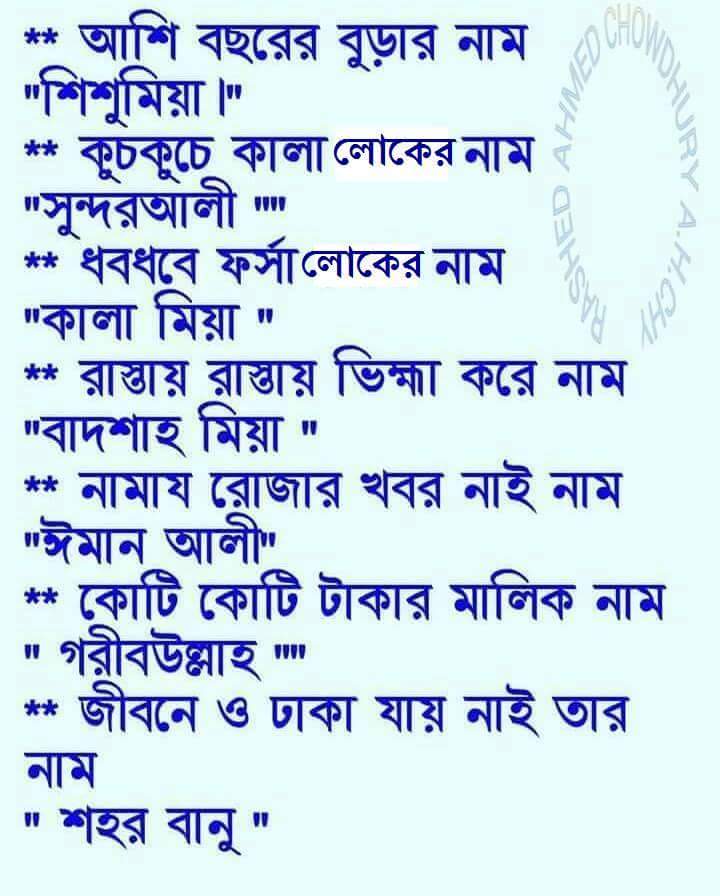 ** আশি বছরের বুড়ার নাম
"শিশুমিয়া।"
** কুচকুচে কালা লোকের নাম
"সুন্দরআলী ""
** ধবধবে ফর্সা লোকের নাম
"কালা মিয়া "
** রাস্তায় রাস্তায় ভিক্ষা করে নাম
"বাদশাহ মিয়া "
** নামায রোজার খবর নাই নাম
"ঈমান আলী"
** কোটি কোটি টাকার মালিক নাম
" গরীবউল্লাহ ""
** জীবনে ও ঢাকা যায় নাই তার
নাম
" শহর বানু "
RASHED AHMED CHOWDHURY A.H.CHY